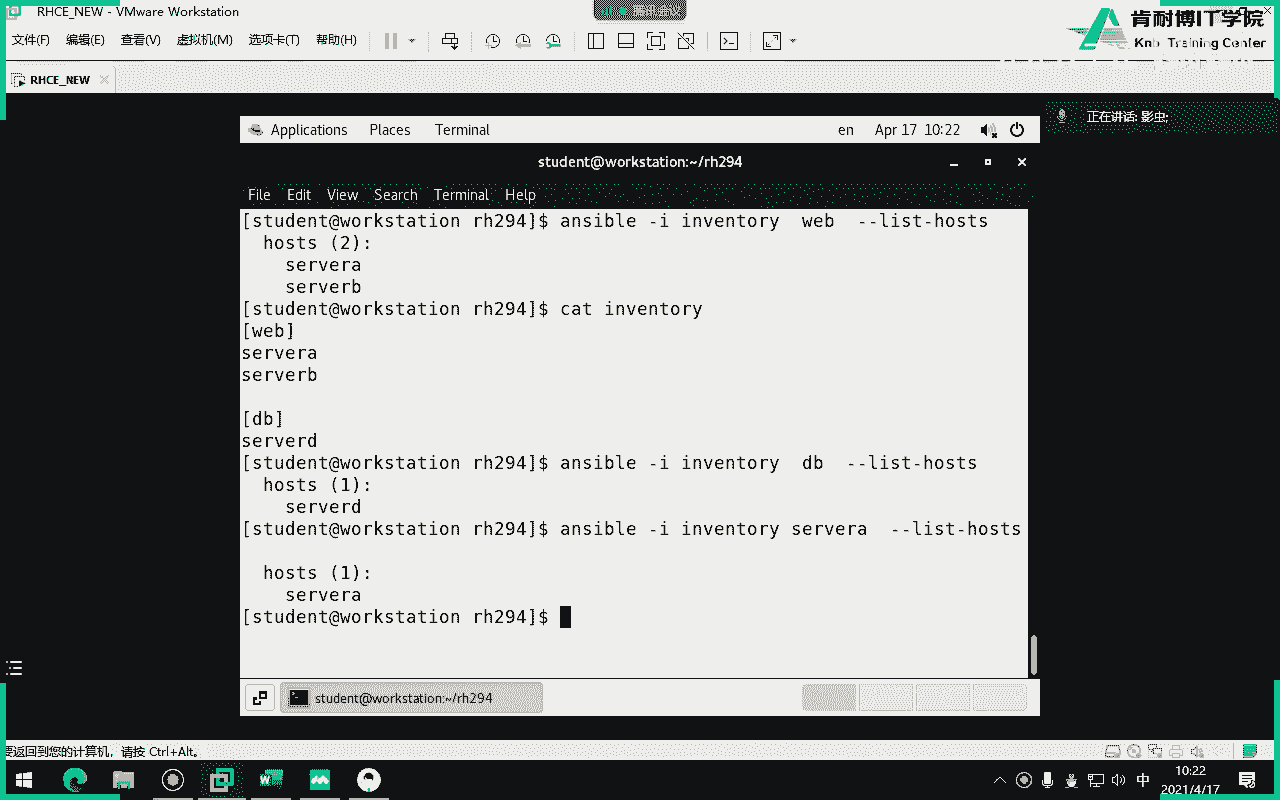 RHCE_NEW - VMware Workstation
肯耐博IT学院
Knb Training Center
文件(F) 编辑(E) 查看(V) 虚拟机(M) 选项卡(T) 帮助(H)
RHCE_NEW
正在讲话: 影虫;
Applications Places Terminal en Apr 17 10:22
student@workstation:~/rh294
File Edit View Search Terminal Help
[student@workstation rh294]$ ansible -i inventory  web  --list-hosts
  hosts (2):
    servera
    serverb
[student@workstation rh294]$ cat inventory
[web]
servera
serverb
[db]
serverd
[student@workstation rh294]$ ansible -i inventory  db  --list-hosts
  hosts (1):
    serverd
[student@workstation rh294]$ ansible -i inventory servera  --list-hosts
  hosts (1):
    servera
[student@workstation rh294]$
student@workstation:~/rh294
要返回到您的计算机，请按 Ctrl+Alt。
中
10:22
2021/4/17